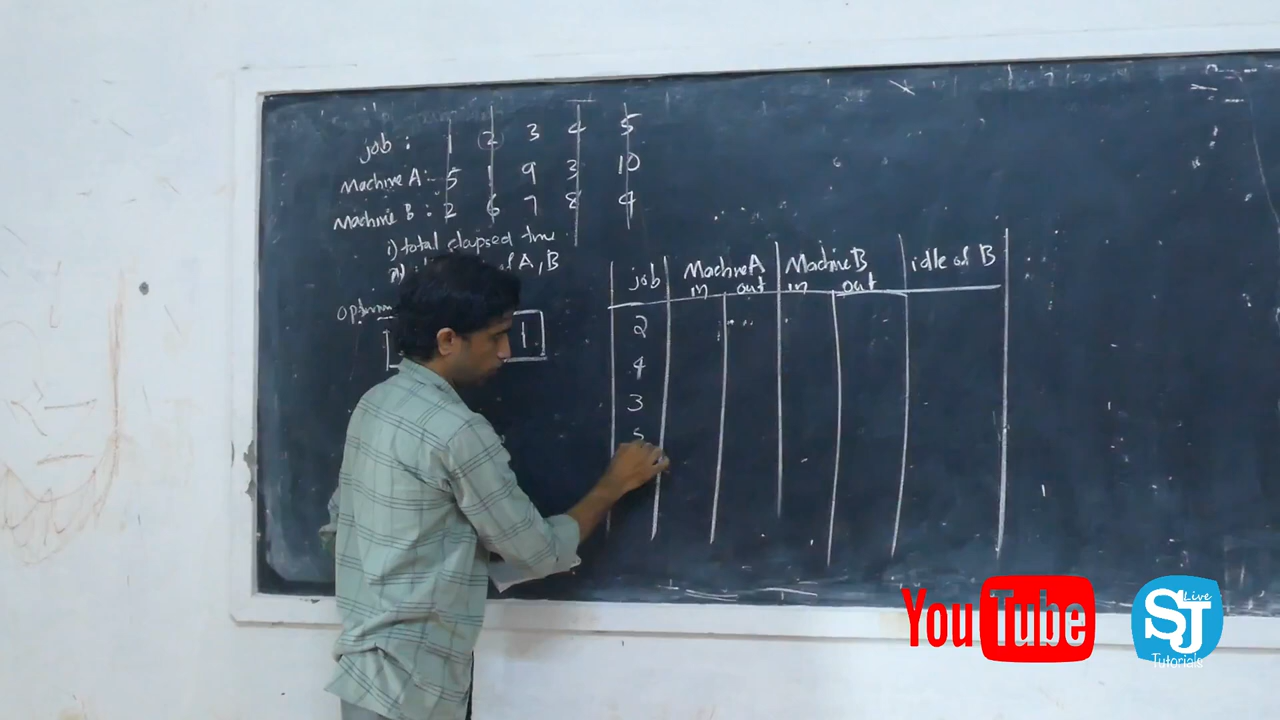 job : 1 2 3 4 5
Machine A :- 5 1 9 3 10
Machine B : 2 6 7 8 4
i) total elapsed time
of A, B
1
job Machine A Machine B idle of B
in out in out
2
4
3
5
YouTube
SJ Live
Tutorials